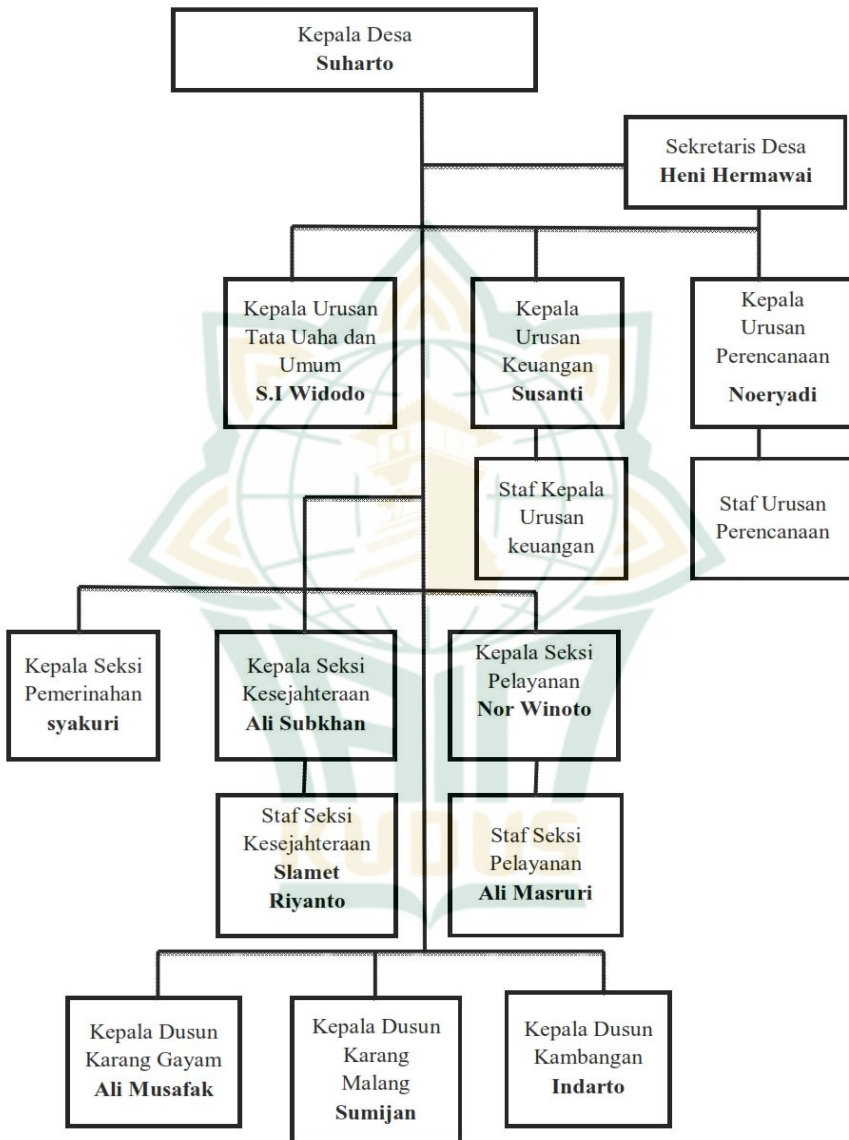 Kepala Desa
Suharto
Sekretaris Desa
Heni Hermawai
Kepala Urusan
Tata Uaha dan
Umum
S.I Widodo
Kepala
Urusan
Keuangan
Susanti
Kepala
Urusan
Perencanaan
Noeryadi
Staf Kepala
Urusan
keuangan
Staf Urusan
Perencanaan
Kepala Seksi
Pemerinahan
syakuri
Kepala Seksi
Kesejahteraan
Ali Subkhan
Kepala Seksi
Pelayanan
Nor Winoto
Staf Seksi
Kesejahteraan
Slamet
Riyanto
Staf Seksi
Pelayanan
Ali Masruri
KUDUS
Kepala Dusun
Karang Gayam
Ali Musafak
Kepala Dusun
Karang
Malang
Sumijan
Kepala Dusun
Kambangan
Indarto